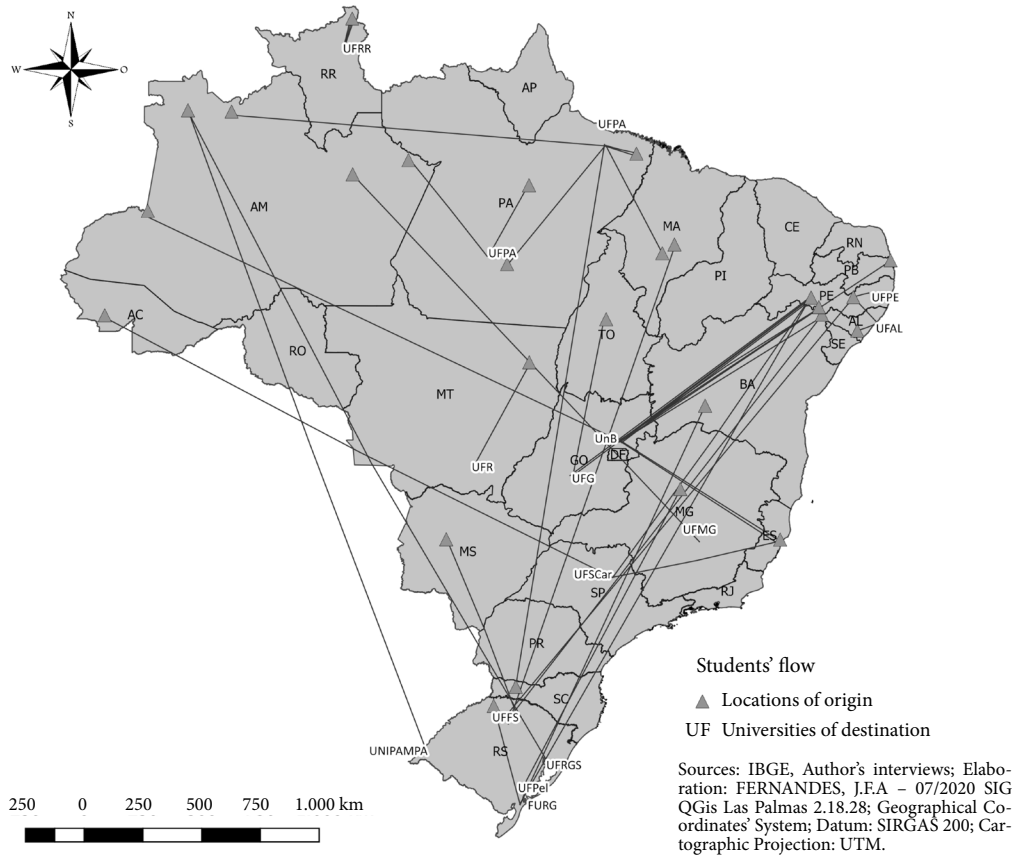 N
W
O
S
UFRR
RR
AP
UFPA
AM
PA
MA
CE
RN
PB
PI
UFPA
PE
UFPE
AL
UFAL
SE
AC
TO
RO
MT
BA
UnB
DF
GO
UFG
UFR
MG
UFMG
ES
MS
UFSCar
SP
RJ
PR
SC
UFFS
UNIPAMPA
RS
UFRGS
UFPel
FURG
250 0 250 500 750 1.000 km
Students' flow
Locations of origin
UF Universities of destination
Sources: IBGE, Author's interviews; Elabo-
ration: FERNANDES, J.F.A – 07/2020 SIG
QGis Las Palmas 2.18.28; Geographical Co-
ordinates' System; Datum: SIRGAS 200; Car-
tographic Projection: UTM.